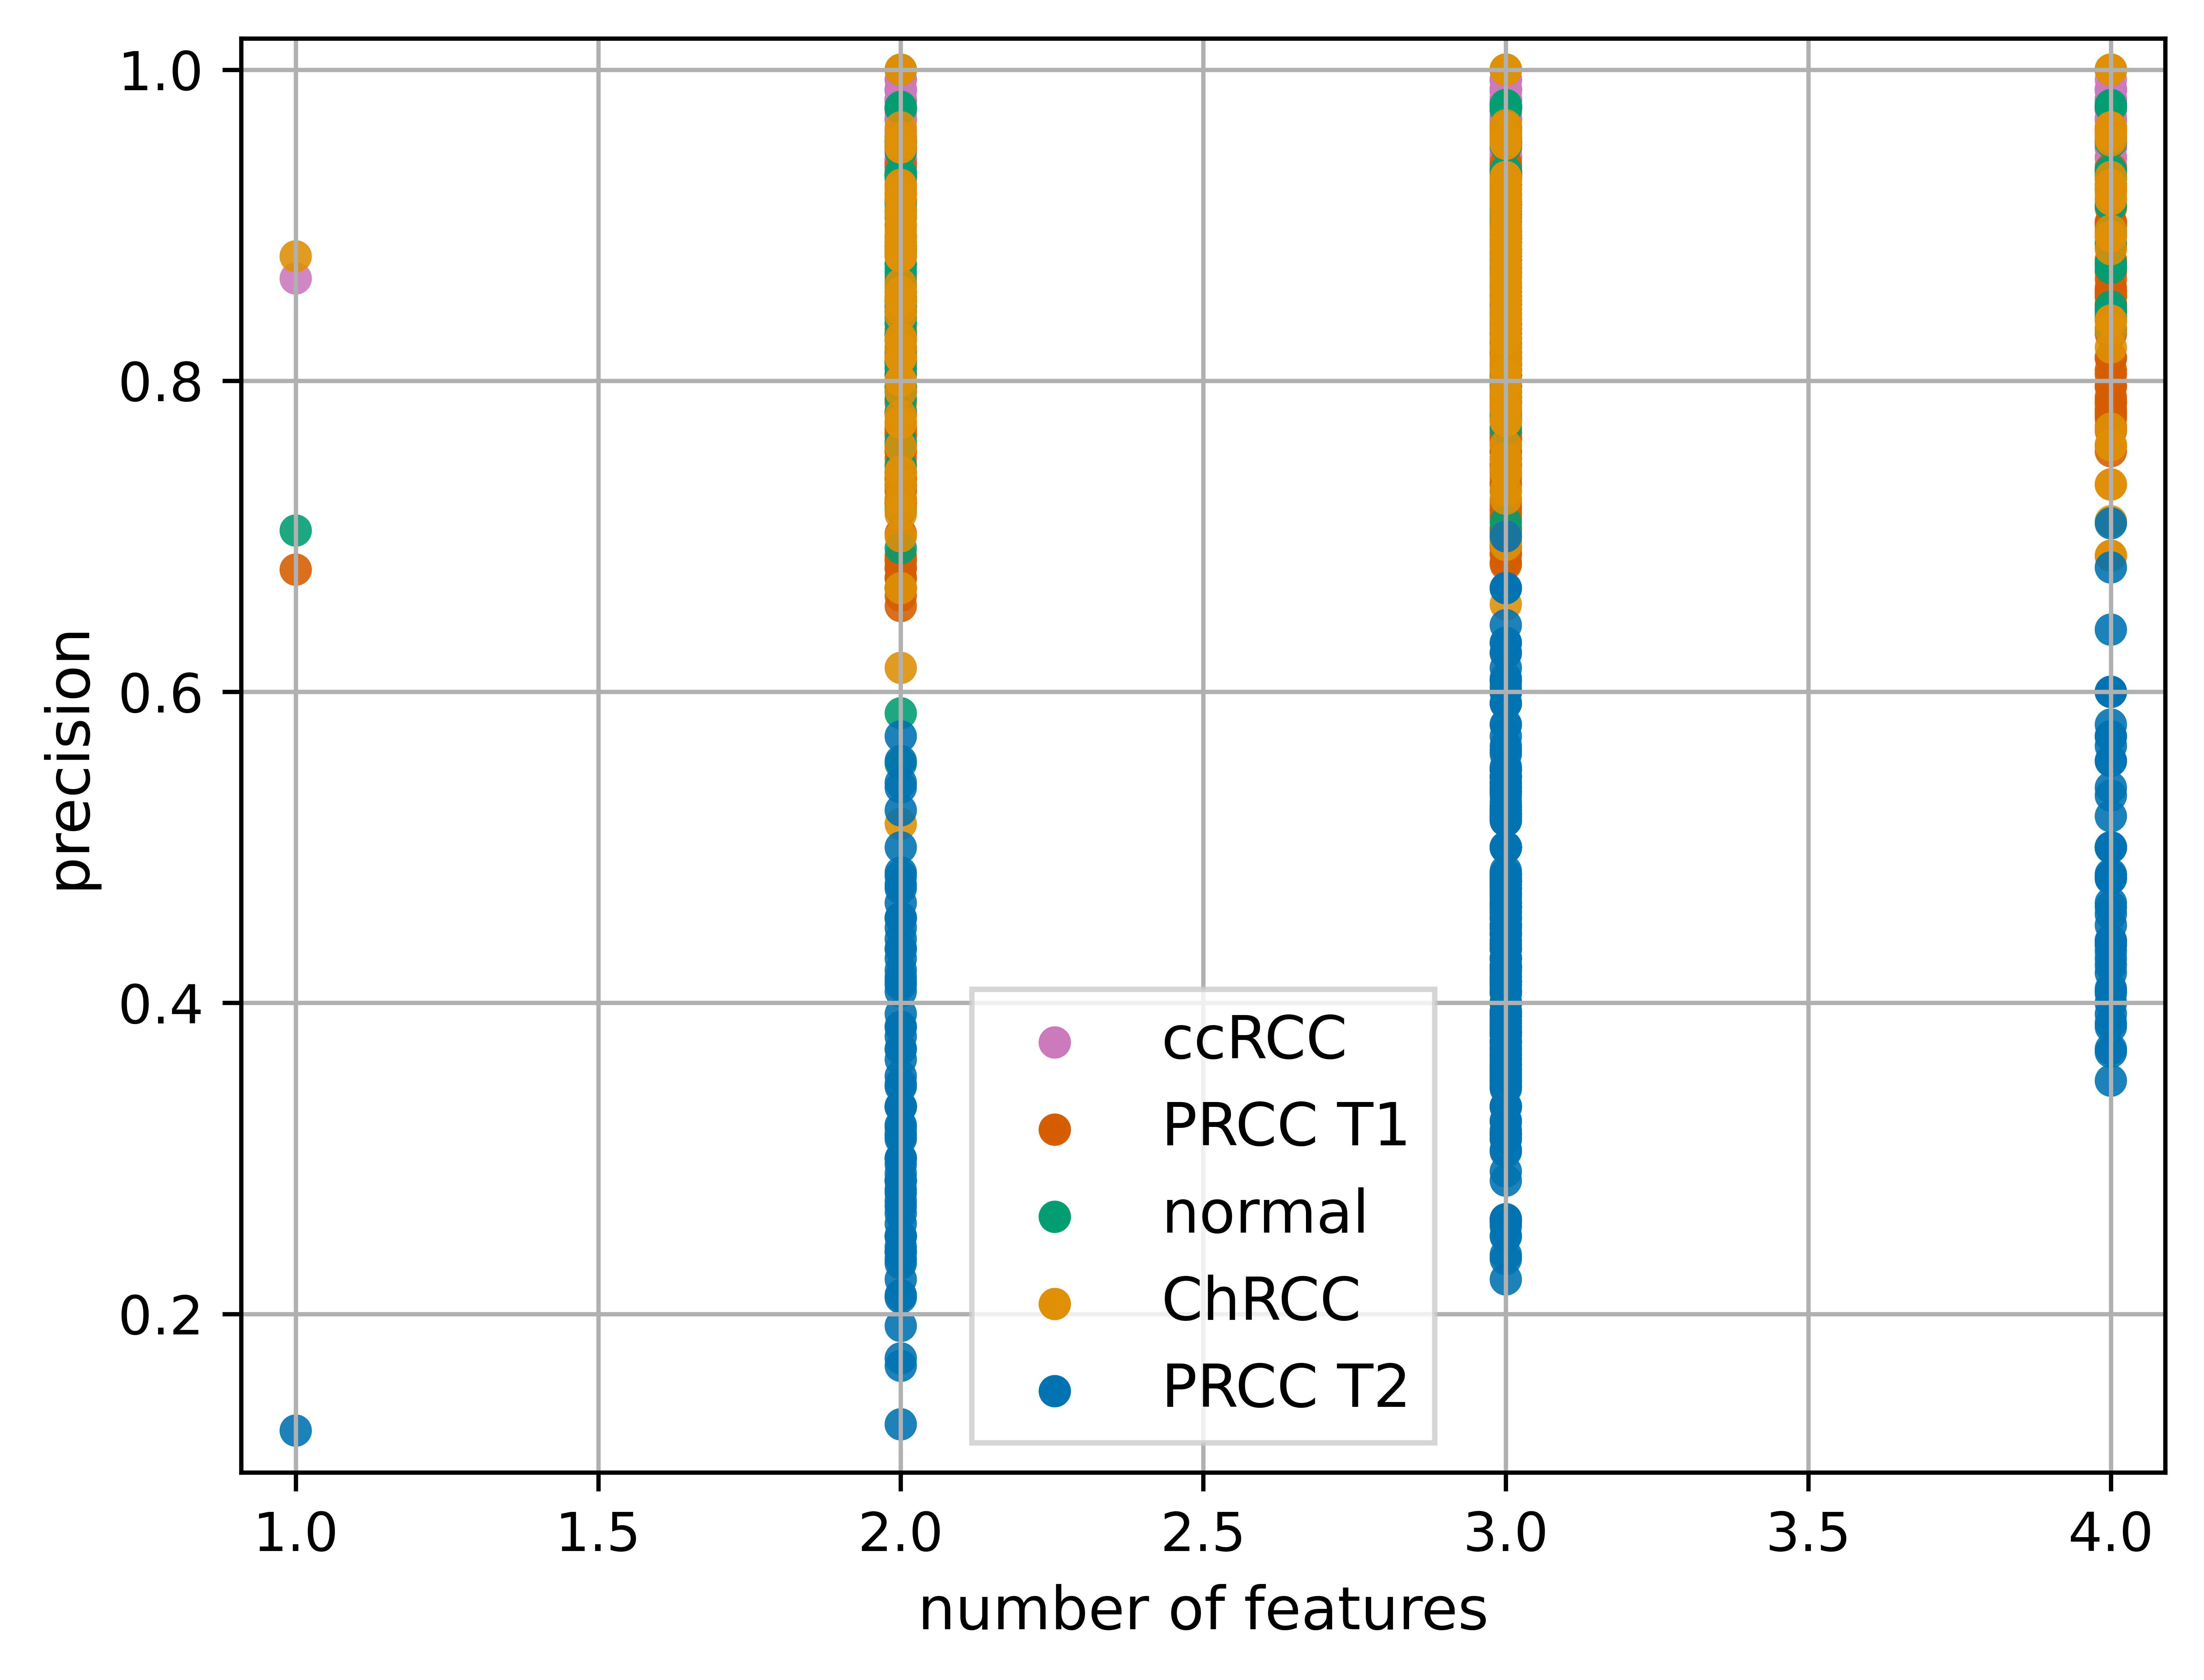 1.0
0.8
0.6
0.4
0.2
precision
ccRCC
PRCC T1
normal
ChRCC
PRCC T2
1.0 1.5 2.0 2.5 3.0 3.5 4.0
number of features